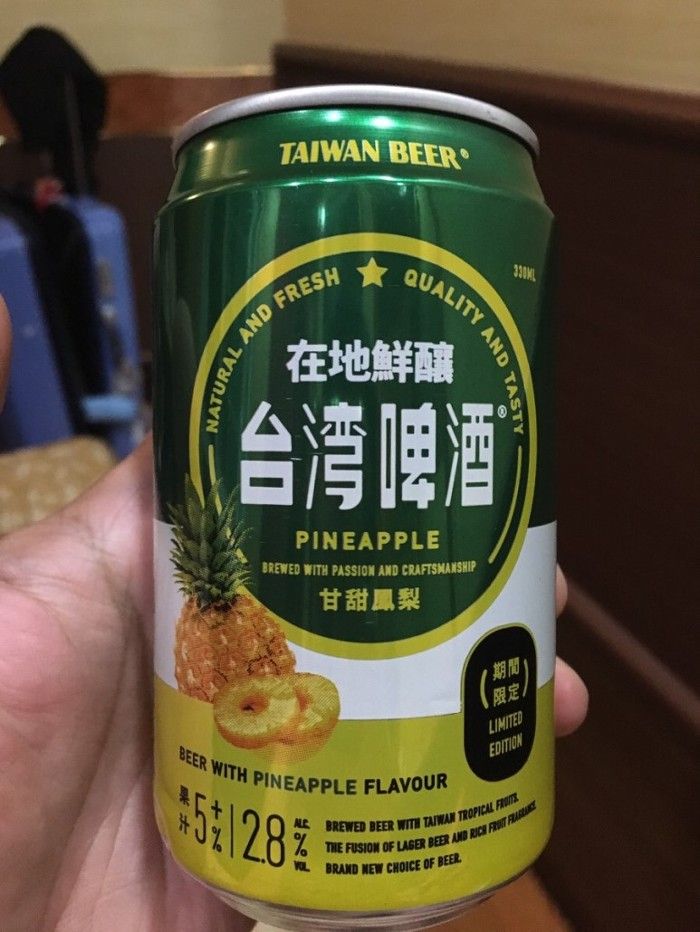 TAIWAN BEER®
330ML
NATURAL AND FRESH ★ QUALITY AND TASTY
在地鮮釀
台湾啤酒®
PINEAPPLE
BREWED WITH PASSION AND CRAFTSMANSHIP
甘甜鳳梨
(期間
限定)
LIMITED
EDITION
BEER WITH PINEAPPLE FLAVOUR
果汁 5+% | 2.8 ALC. % VOL.
BREWED BEER WITH TAIWAN TROPICAL FRUITS.
THE FUSION OF LAGER BEER AND RICH FRUIT FRAGRANCE.
BRAND NEW CHOICE OF BEER.